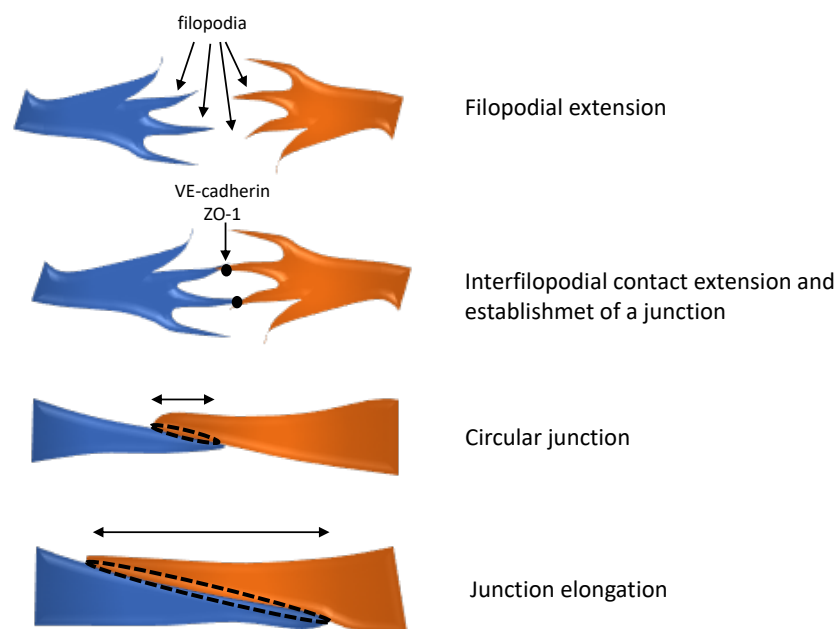 filopodia
Filopodial extension
VE-cadherin
ZO-1
Interfilopodial contact extension and
establishmet of a junction
Circular junction
Junction elongation